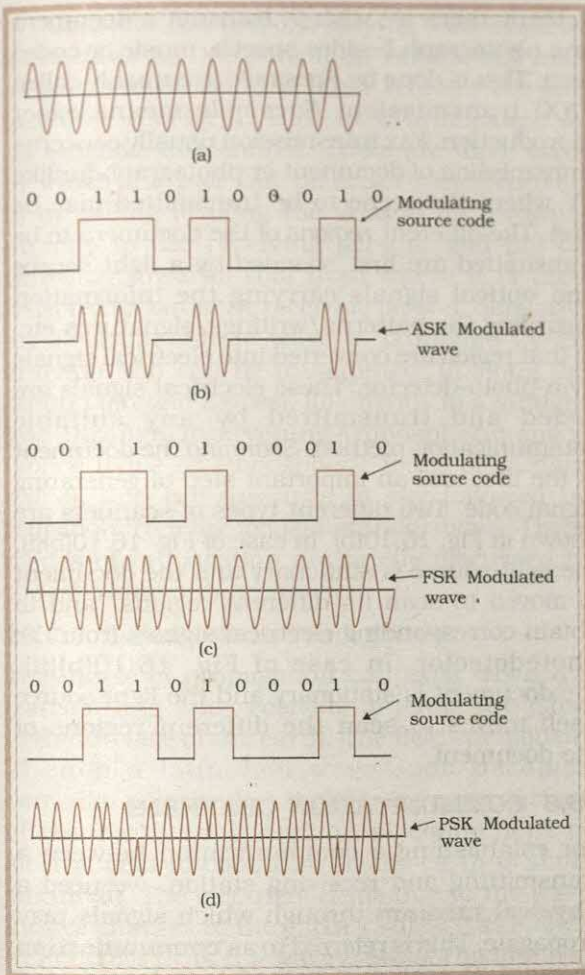 (a)
0 0 1 1 0 1 0 0 0 1 0
Modulating
source code
ASK Modulated
wave
(b)
0 0 1 1 0 1 0 0 0 1 0
Modulating
source code
FSK Modulated
wave
(c)
0 0 1 1 0 1 0 0 0 1 0
Modulating
source code
PSK Modulated
wave
(d)